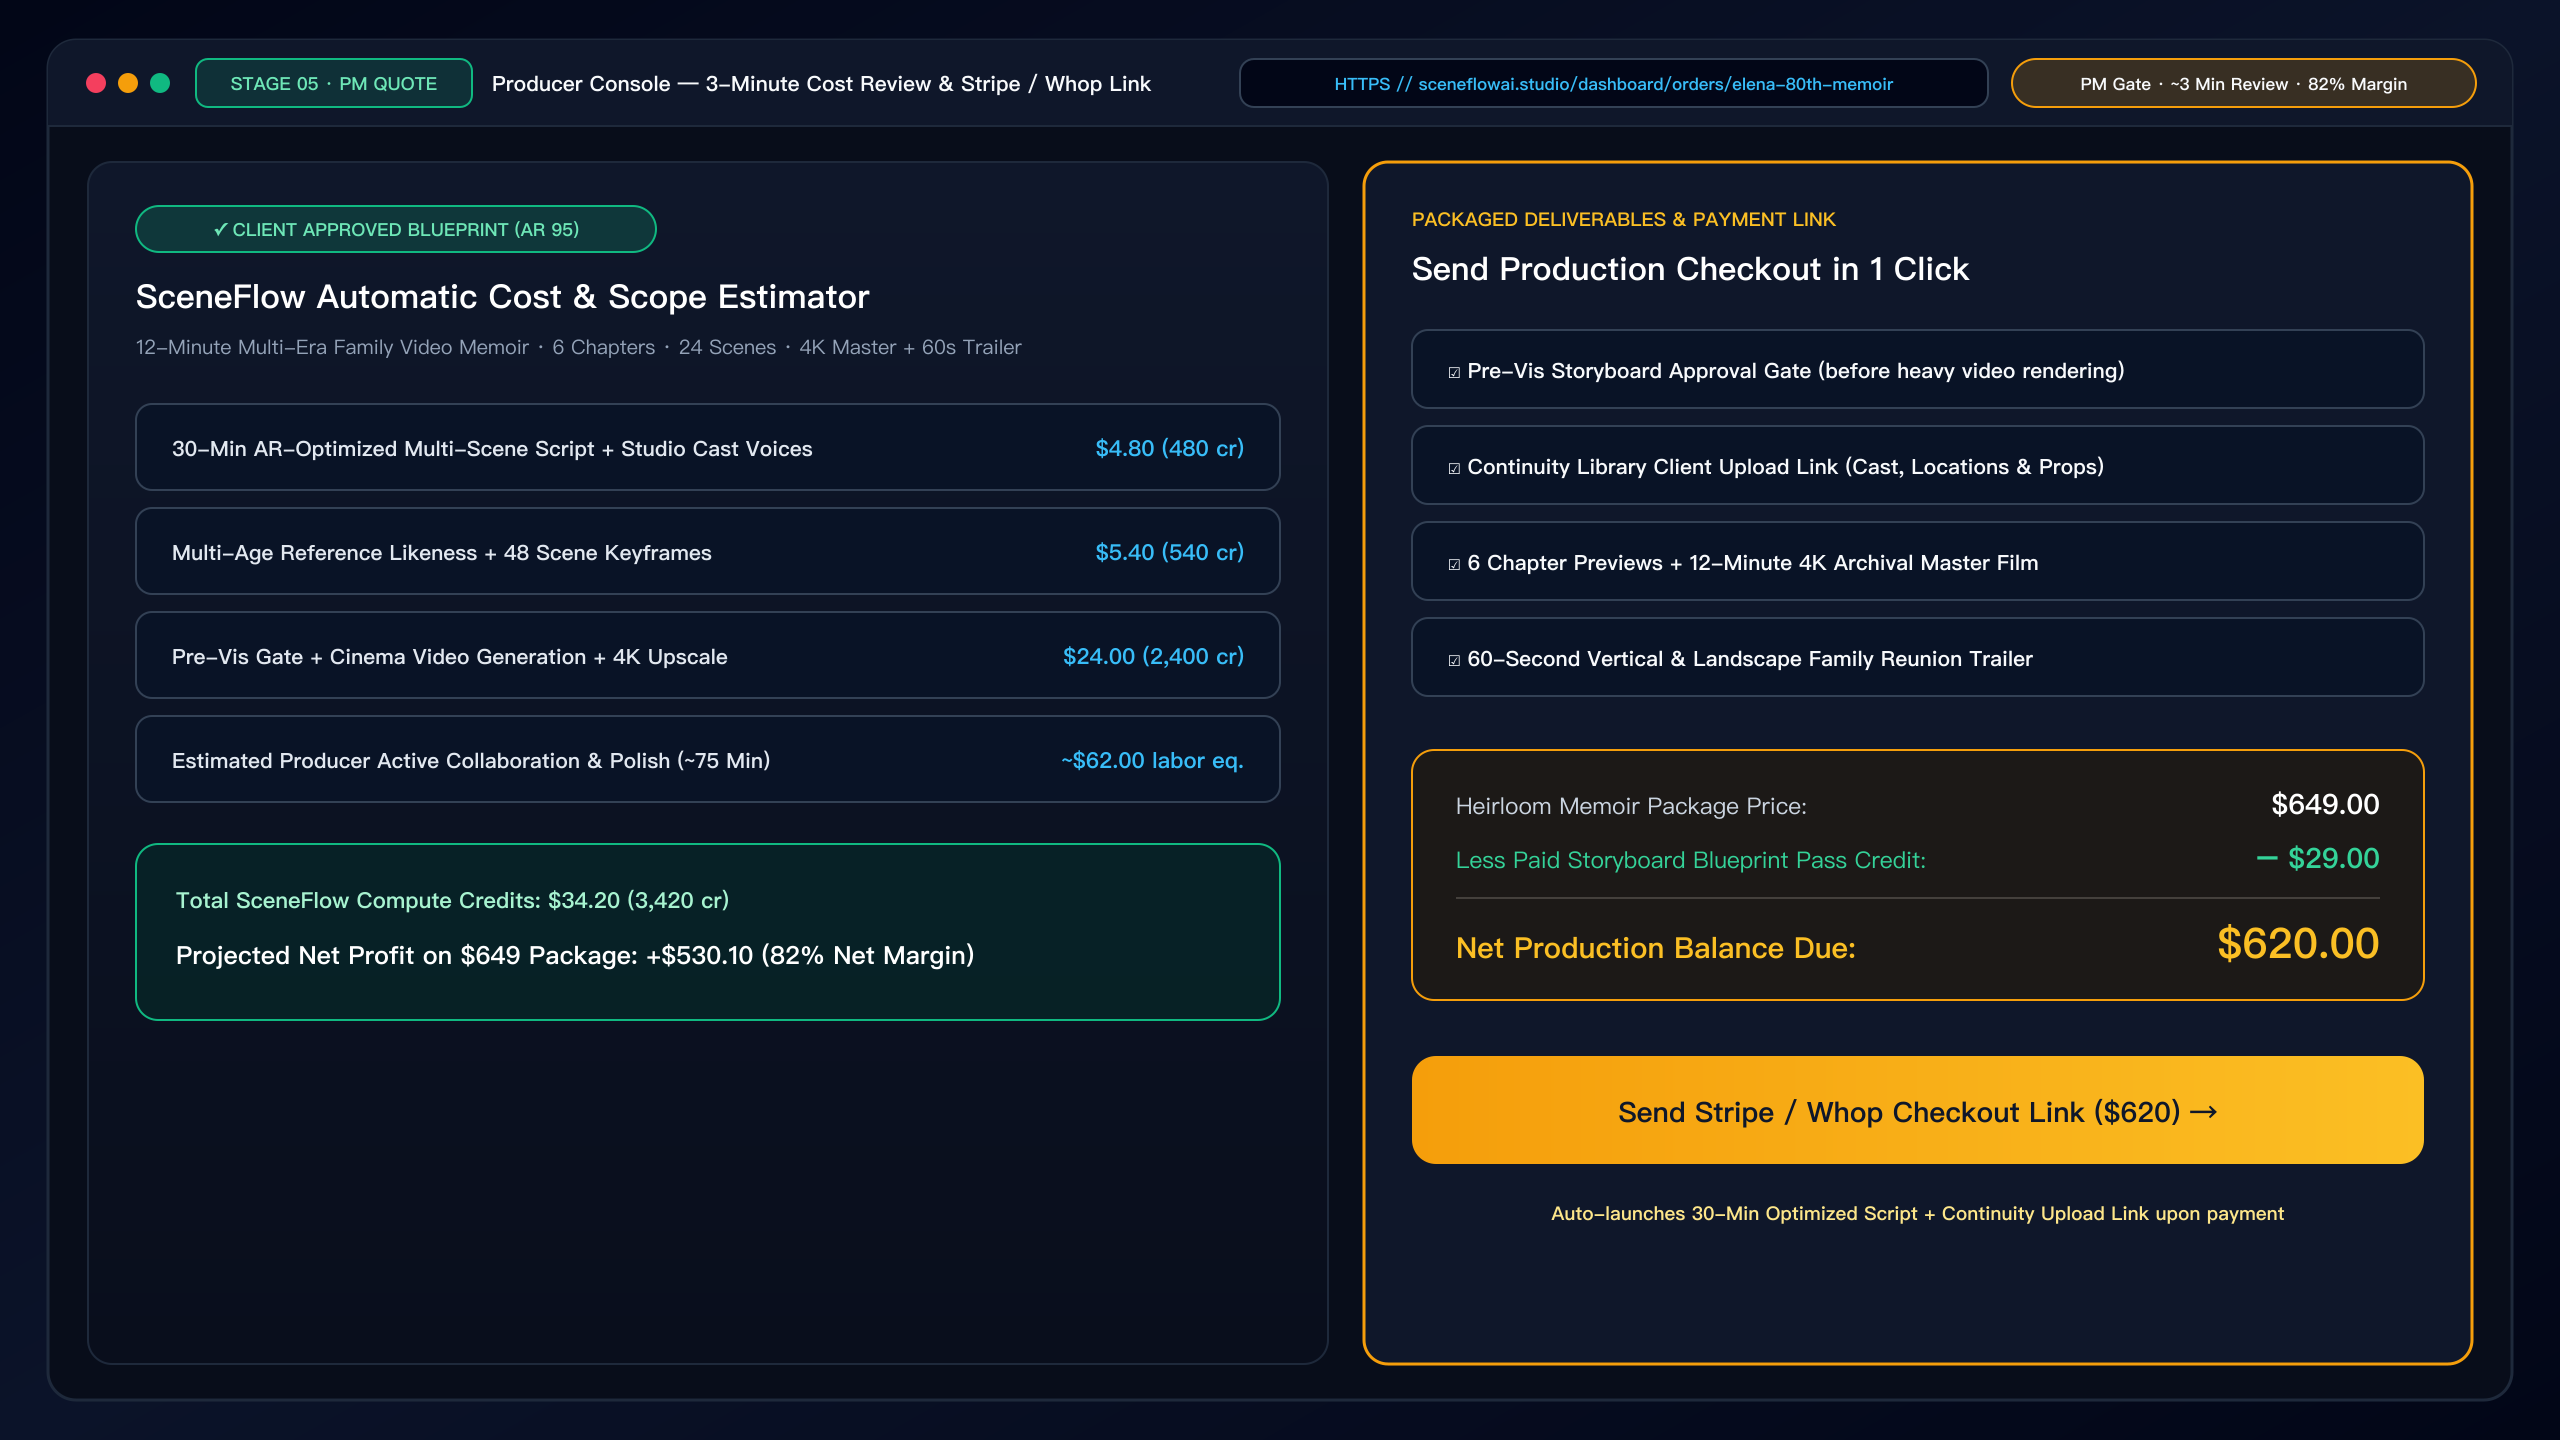 STAGE 05 · PM QUOTE
Producer Console — 3-Minute Cost Review & Stripe / Whop Link
HTTPS // sceneflowai.studio/dashboard/orders/elena-80th-memoir
PM Gate · ~3 Min Review · 82% Margin
✓ CLIENT APPROVED BLUEPRINT (AR 95)
SceneFlow Automatic Cost & Scope Estimator
12-Minute Multi-Era Family Video Memoir · 6 Chapters · 24 Scenes · 4K Master + 60s Trailer
30-Min AR-Optimized Multi-Scene Script + Studio Cast Voices $4.80 (480 cr)
Multi-Age Reference Likeness + 48 Scene Keyframes $5.40 (540 cr)
Pre-Vis Gate + Cinema Video Generation + 4K Upscale $24.00 (2,400 cr)
Estimated Producer Active Collaboration & Polish (~75 Min) ~$62.00 labor eq.
Total SceneFlow Compute Credits: $34.20 (3,420 cr)
Projected Net Profit on $649 Package: +$530.10 (82% Net Margin)
PACKAGED DELIVERABLES & PAYMENT LINK
Send Production Checkout in 1 Click
☑ Pre-Vis Storyboard Approval Gate (before heavy video rendering)
☑ Continuity Library Client Upload Link (Cast, Locations & Props)
☑ 6 Chapter Previews + 12-Minute 4K Archival Master Film
☑ 60-Second Vertical & Landscape Family Reunion Trailer
Heirloom Memoir Package Price: $649.00
Less Paid Storyboard Blueprint Pass Credit: — $29.00
Net Production Balance Due: $620.00
Send Stripe / Whop Checkout Link ($620) →
Auto-launches 30-Min Optimized Script + Continuity Upload Link upon payment